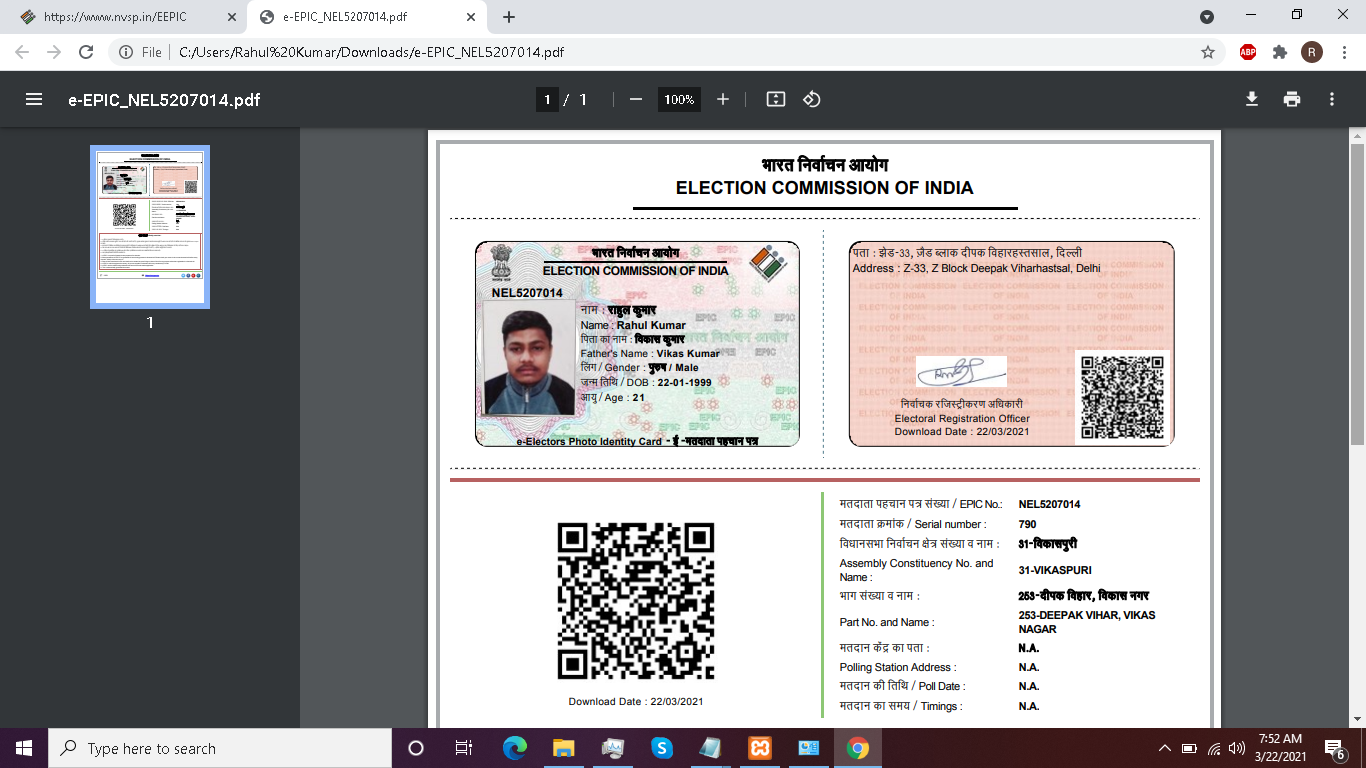 https://www.nvsp.in/EEPIC
e-EPIC_NEL5207014.pdf
File
C:/Users/Rahul%20Kumar/Downloads/e-EPIC_NEL5207014.pdf
ABP
R
e-EPIC_NEL5207014.pdf
1 / 1
100%
1
भारत निर्वाचन आयोग
ELECTION COMMISSION OF INDIA
भारत निर्वाचन आयोग
ELECTION COMMISSION OF INDIA
NEL5207014
नाम : राहुल कुमार
Name : Rahul Kumar
पिता का नाम : विकास कुमार
Father's Name : Vikas Kumar
लिंग / Gender : पुरुष / Male
जन्म तिथि / DOB : 22-01-1999
आयु / Age : 21
e-Electors Photo Identity Card - ई -मतदाता पहचान पत्र
पता : झेड-33, ज़ैड ब्लाक दीपक विहारहस्तसाल, दिल्ली
Address : Z-33, Z Block Deepak Viharhastsal, Delhi
निर्वाचक रजिस्ट्रीकरण अधिकारी
Electoral Registration Officer
Download Date : 22/03/2021
Download Date : 22/03/2021
मतदाता पहचान पत्र संख्या / EPIC No.: NEL5207014
मतदाता क्रमांक / Serial number : 790
विधानसभा निर्वाचन क्षेत्र संख्या व नाम : 31-विकासपुरी
Assembly Constituency No. and
Name : 31-VIKASPURI
भाग संख्या व नाम : 253-दीपक विहार, विकास नगर
Part No. and Name : 253-DEEPAK VIHAR, VIKAS
NAGAR
मतदान केंद्र का पता : N.A.
Polling Station Address : N.A.
मतदान की तिथि / Poll Date : N.A.
मतदान का समय / Timings : N.A.
Type here to search
7:52 AM
3/22/2021
6